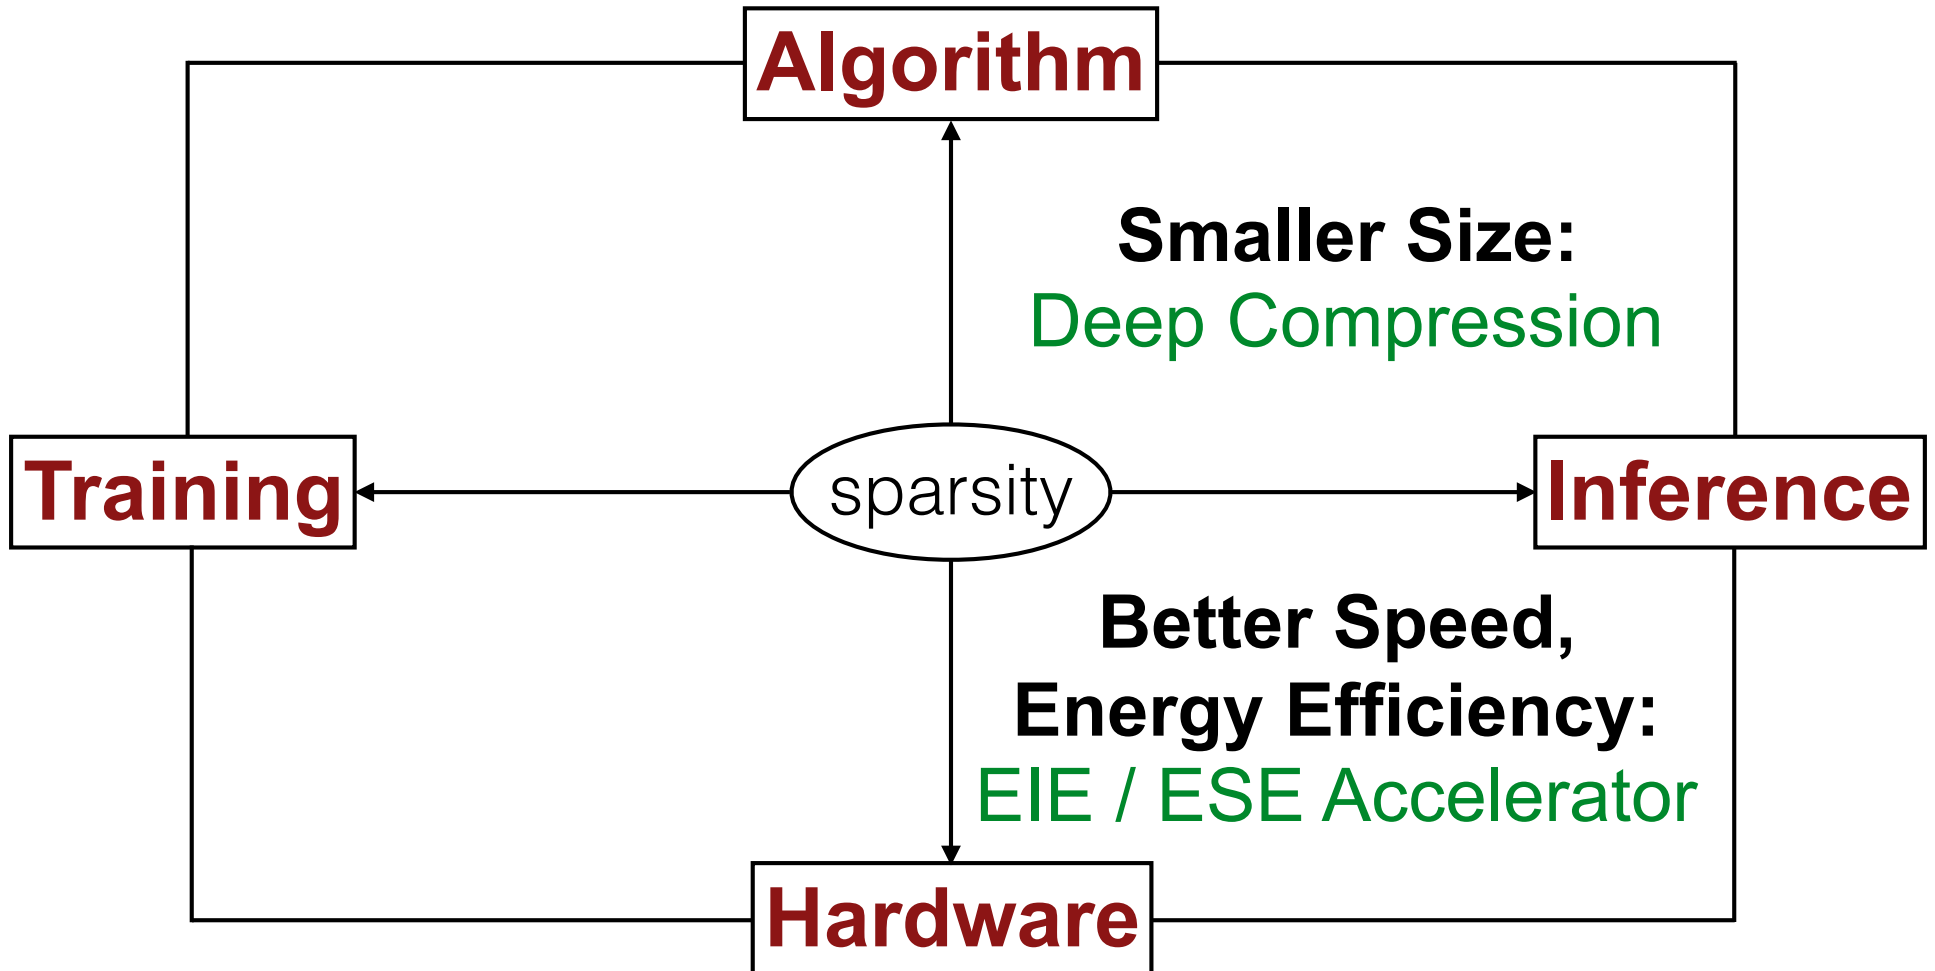 Algorithm
Smaller Size:
Deep Compression
Training
sparsity
Inference
Better Speed,
Energy Efficiency:
EIE / ESE Accelerator
Hardware